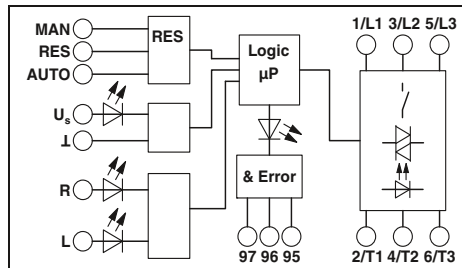 MAN
RES
AUTO
RES
Us
⊥
R
L
Logic
µP
& Error
97 96 95
1/L1 3/L2 5/L3
2/T1 4/T2 6/T3